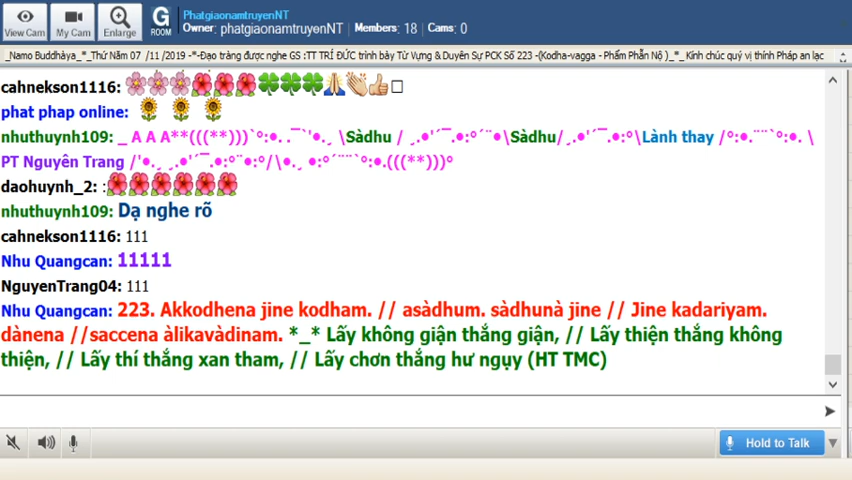 View Cam
My Cam
Enlarge
G
ROOM
PhatgiaonamtruyenNT
Owner: phatgiaonamtruyenNT | Members: 18 | Cams: 0
_Namo Buddhàya_*_Thứ Năm 07 /11 /2019 -*-Đạo tràng được nghe GS :TT TRÍ ĐỨC trình bày Từ Vựng & Duyên Sự PCK Số 223 -(Kodha-vagga - Phẩm Phẫn Nộ )_*_ Kính chúc quý vị thính Pháp an lạc
cahnekson1116: 🌸🌸🌸🌺🌺🌺🍀🍀🍀🙏👏👍□
phat phap online: 🌻 🌻 🌻
nhuthuynh109: _ A A A**(((**)))`°:•. .¯`'•.¸ \Sàdhu / ¸.•'´¯.•:°´¨•\Sàdhu/¸.•'´¯.•:°\Lành thay /°:•.¨¨`°:•. \
PT Nguyên Trang /'•.¸ ¸.•'´¯.•:°¨•:°/\•.¸ •:°´¨¨`°:•.(((**)))°
daohuynh_2: :🌺🌺🌺🌺🌺🌺
nhuthuynh109: Dạ nghe rõ
cahnekson1116: 111
Nhu Quangcan: 11111
NguyenTrang04: 111
Nhu Quangcan: 223. Akkodhena jine kodham. // asàdhum. sàdhunà jine // Jine kadariyam.
dànena //saccena àlikavàdinam. *_* Lấy không giận thắng giận, // Lấy thiện thắng không
thiện, // Lấy thí thắng xan tham, // Lấy chơn thắng hư ngụy (HT TMC)
Hold to Talk